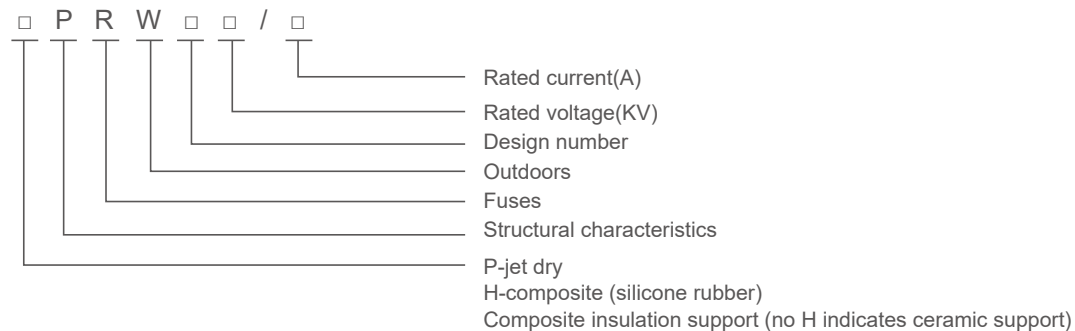 □ P R W □ □ / □
Rated current(A)
Rated voltage(KV)
Design number
Outdoors
Fuses
Structural characteristics
P-jet dry
H-composite (silicone rubber)
Composite insulation support (no H indicates ceramic support)